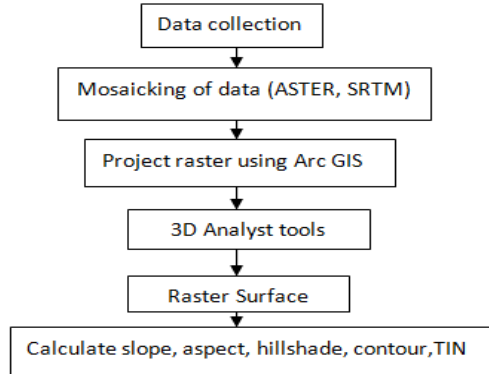 Data collection
Mosaicking of data (ASTER, SRTM)
Project raster using Arc GIS
3D Analyst tools
Raster Surface
Calculate slope, aspect, hillshade, contour,TIN